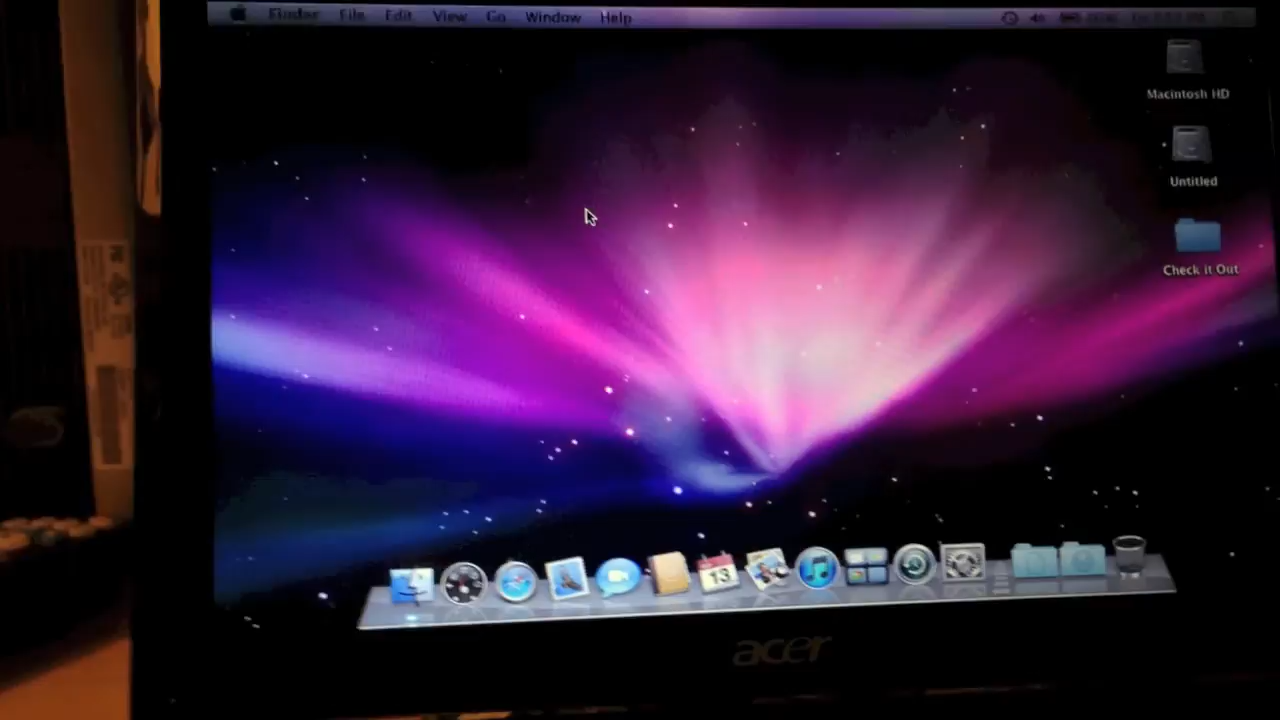 Finder File Edit View Go Window Help
Macintosh HD
Untitled
Check it Out
13
acer